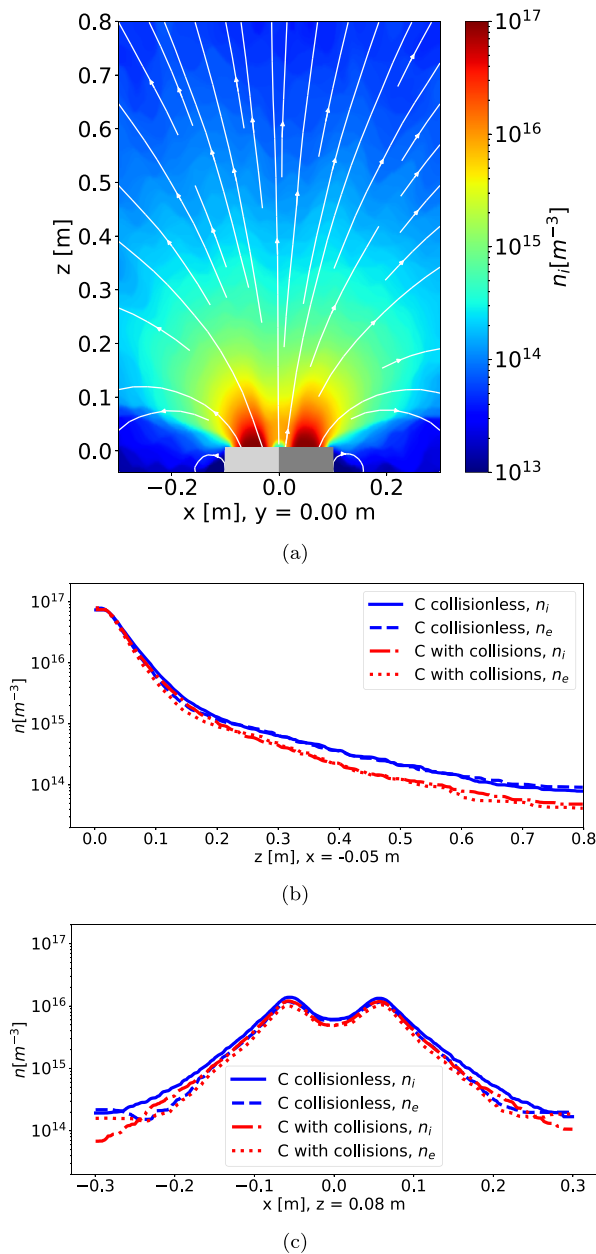 0.8
0.7
0.6
0.5
0.4
0.3
0.2
0.1
0.0
z [m]
−0.2 0.0 0.2
x [m], y = 0.00 m
10^17
10^16
10^15
10^14
10^13
n_i[m^−3]
(a)
10^17
10^16
10^15
10^14
n[m^−3]
C collisionless, n_i
C collisionless, n_e
C with collisions, n_i
C with collisions, n_e
0.0 0.1 0.2 0.3 0.4 0.5 0.6 0.7 0.8
z [m], x = -0.05 m
(b)
10^17
10^16
10^15
10^14
n[m^−3]
C collisionless, n_i
C collisionless, n_e
C with collisions, n_i
C with collisions, n_e
−0.3 −0.2 −0.1 0.0 0.1 0.2 0.3
x [m], z = 0.08 m
(c)